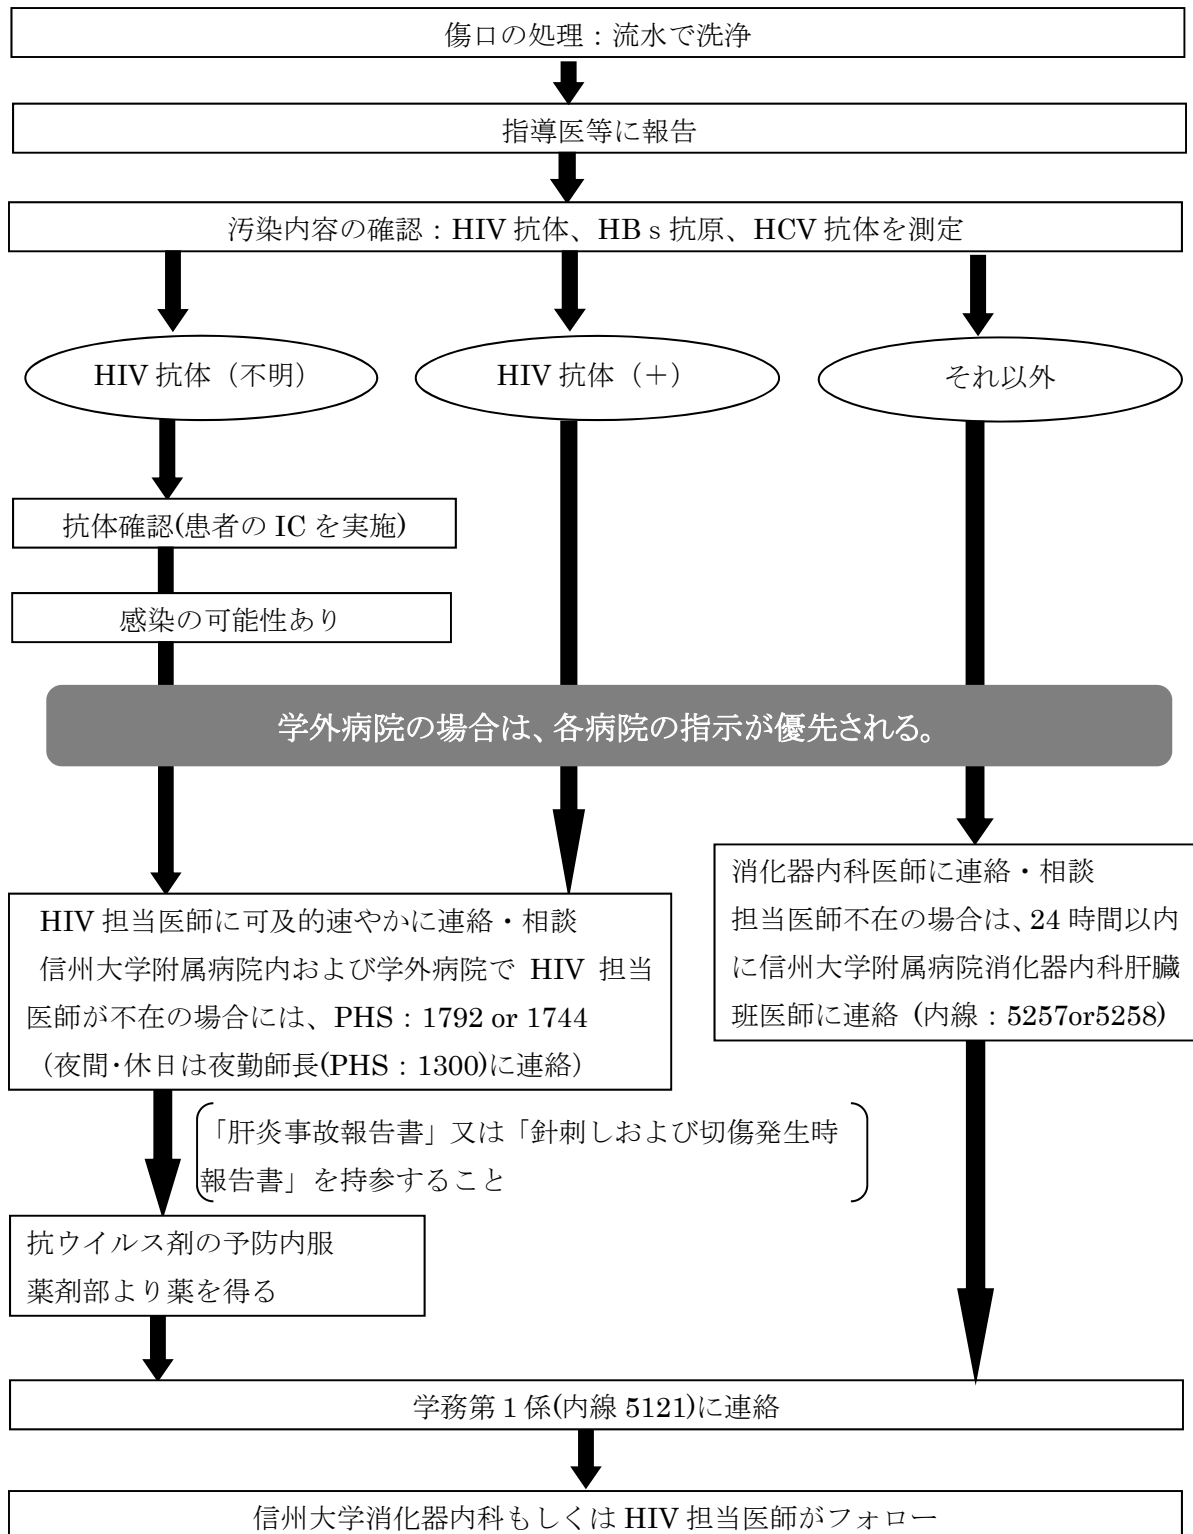 傷口の処理：流水で洗浄
指導医等に報告
汚染内容の確認：HIV 抗体、HBｓ抗原、HCV 抗体を測定
HIV 抗体（不明）
HIV 抗体（＋）
それ以外
抗体確認(患者の IC を実施)
感染の可能性あり
学外病院の場合は、各病院の指示が優先される。
HIV 担当医師に可及的速やかに連絡・相談
信州大学附属病院内および学外病院で HIV 担当
医師が不在の場合には、PHS：1792 or 1744
（夜間・休日は夜勤師長(PHS：1300)に連絡）
消化器内科医師に連絡・相談
担当医師不在の場合は、24 時間以内
に信州大学附属病院消化器内科肝臓
班医師に連絡 (内線：5257or5258)
「肝炎事故報告書」又は「針刺しおよび切傷発生時
報告書」を持参すること
抗ウイルス剤の予防内服
薬剤部より薬を得る
学務第１係(内線 5121)に連絡
信州大学消化器内科もしくは HIV 担当医師がフォロー